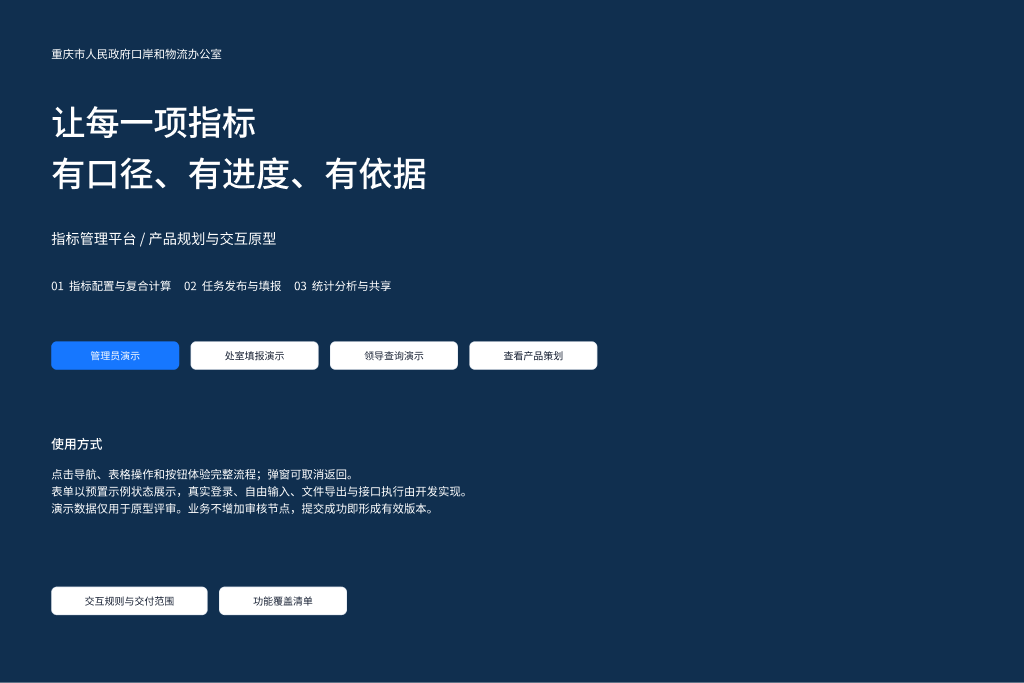 重庆市人民政府口岸和物流办公室
让每一项指标
有口径、有进度、有依据
指标管理平台 / 产品规划与交互原型
01 指标配置与复合计算 02 任务发布与填报 03 统计分析与共享
管理员演示 处室填报演示 领导查询演示 查看产品策划
使用方式
点击导航、表格操作和按钮体验完整流程；弹窗可取消返回。
表单以预置示例状态展示，真实登录、自由输入、文件导出与接口执行由开发实现。
演示数据仅用于原型评审。业务不增加审核节点，提交成功即形成有效版本。
交互规则与交付范围 功能覆盖清单